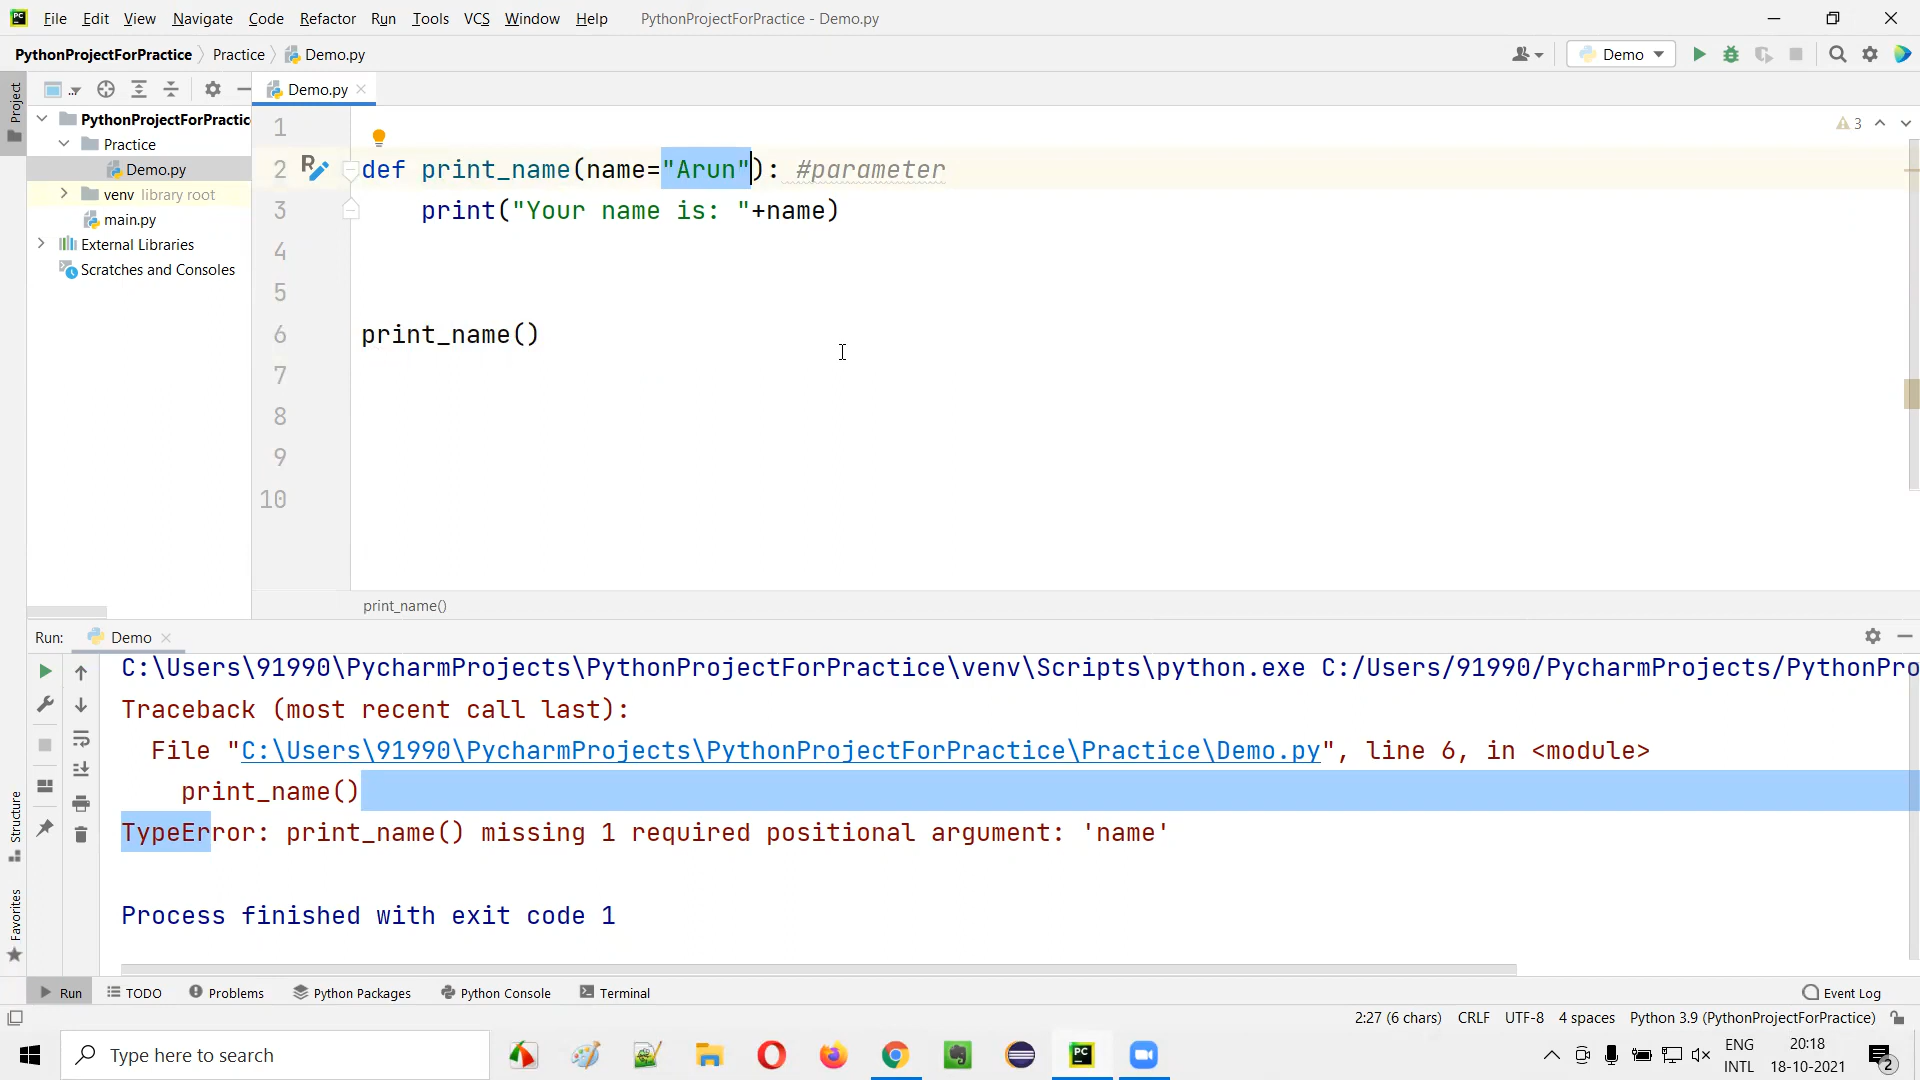 PC File Edit View Navigate Code Refactor Run Tools VCS Window Help PythonProjectForPractice - Demo.py
PythonProjectForPractice Practice Demo.py Demo
Project
.. Demo.py
PythonProjectForPractic
Practice
Demo.py
venv library root
main.py
External Libraries
Scratches and Consoles
3
1
2 def print_name(name="Arun"): #parameter
3 print("Your name is: "+name)
4
5
6 print_name()
7
8
9
10
print_name()
Run: Demo
C:\Users\91990\PycharmProjects\PythonProjectForPractice\venv\Scripts\python.exe C:/Users/91990/PycharmProjects/PythonPro
Traceback (most recent call last):
File "C:\Users\91990\PycharmProjects\PythonProjectForPractice\Practice\Demo.py", line 6, in <module>
print_name()
TypeError: print_name() missing 1 required positional argument: 'name'
Process finished with exit code 1
Structure
Favorites
Run TODO Problems Python Packages Python Console Terminal Event Log
2:27 (6 chars) CRLF UTF-8 4 spaces Python 3.9 (PythonProjectForPractice)
Type here to search
PC
ENG
INTL
20:18
18-10-2021
2